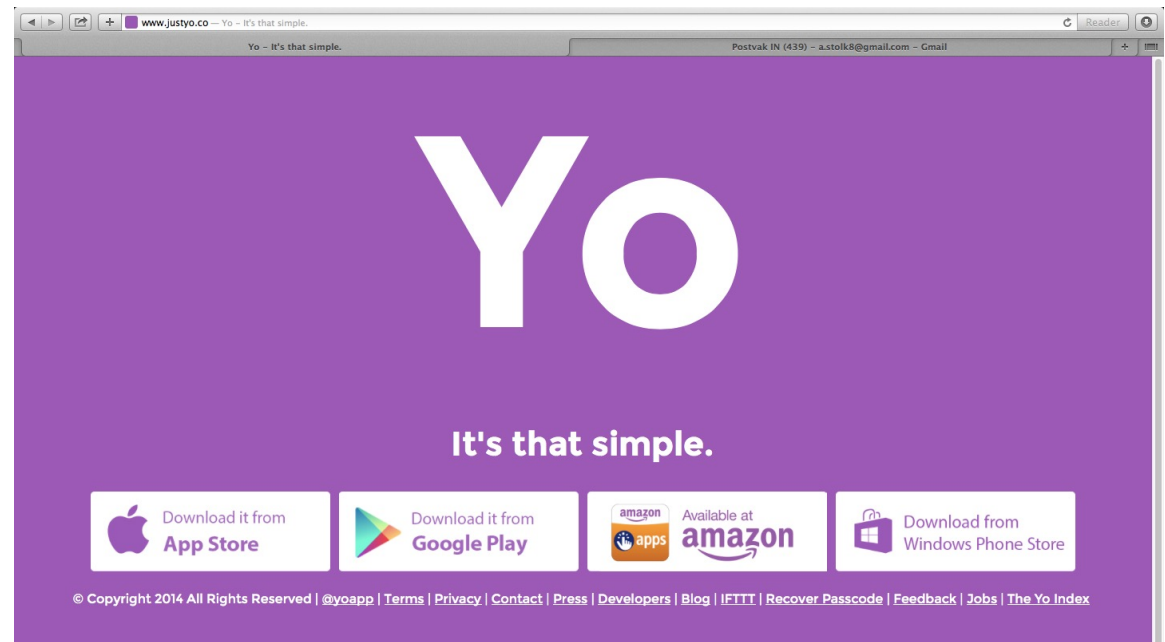 www.justyo.co — Yo – It's that simple.
Reader
Yo – It's that simple.
Postvak IN (439) – a.stolk8@gmail.com – Gmail
Yo
It's that simple.
Download it from
App Store
Download it from
Google Play
amazon
apps
Available at
amazon
Download from
Windows Phone Store
© Copyright 2014 All Rights Reserved | @yoapp | Terms | Privacy | Contact | Press | Developers | Blog | IFTTT | Recover Passcode | Feedback | Jobs | The Yo Index